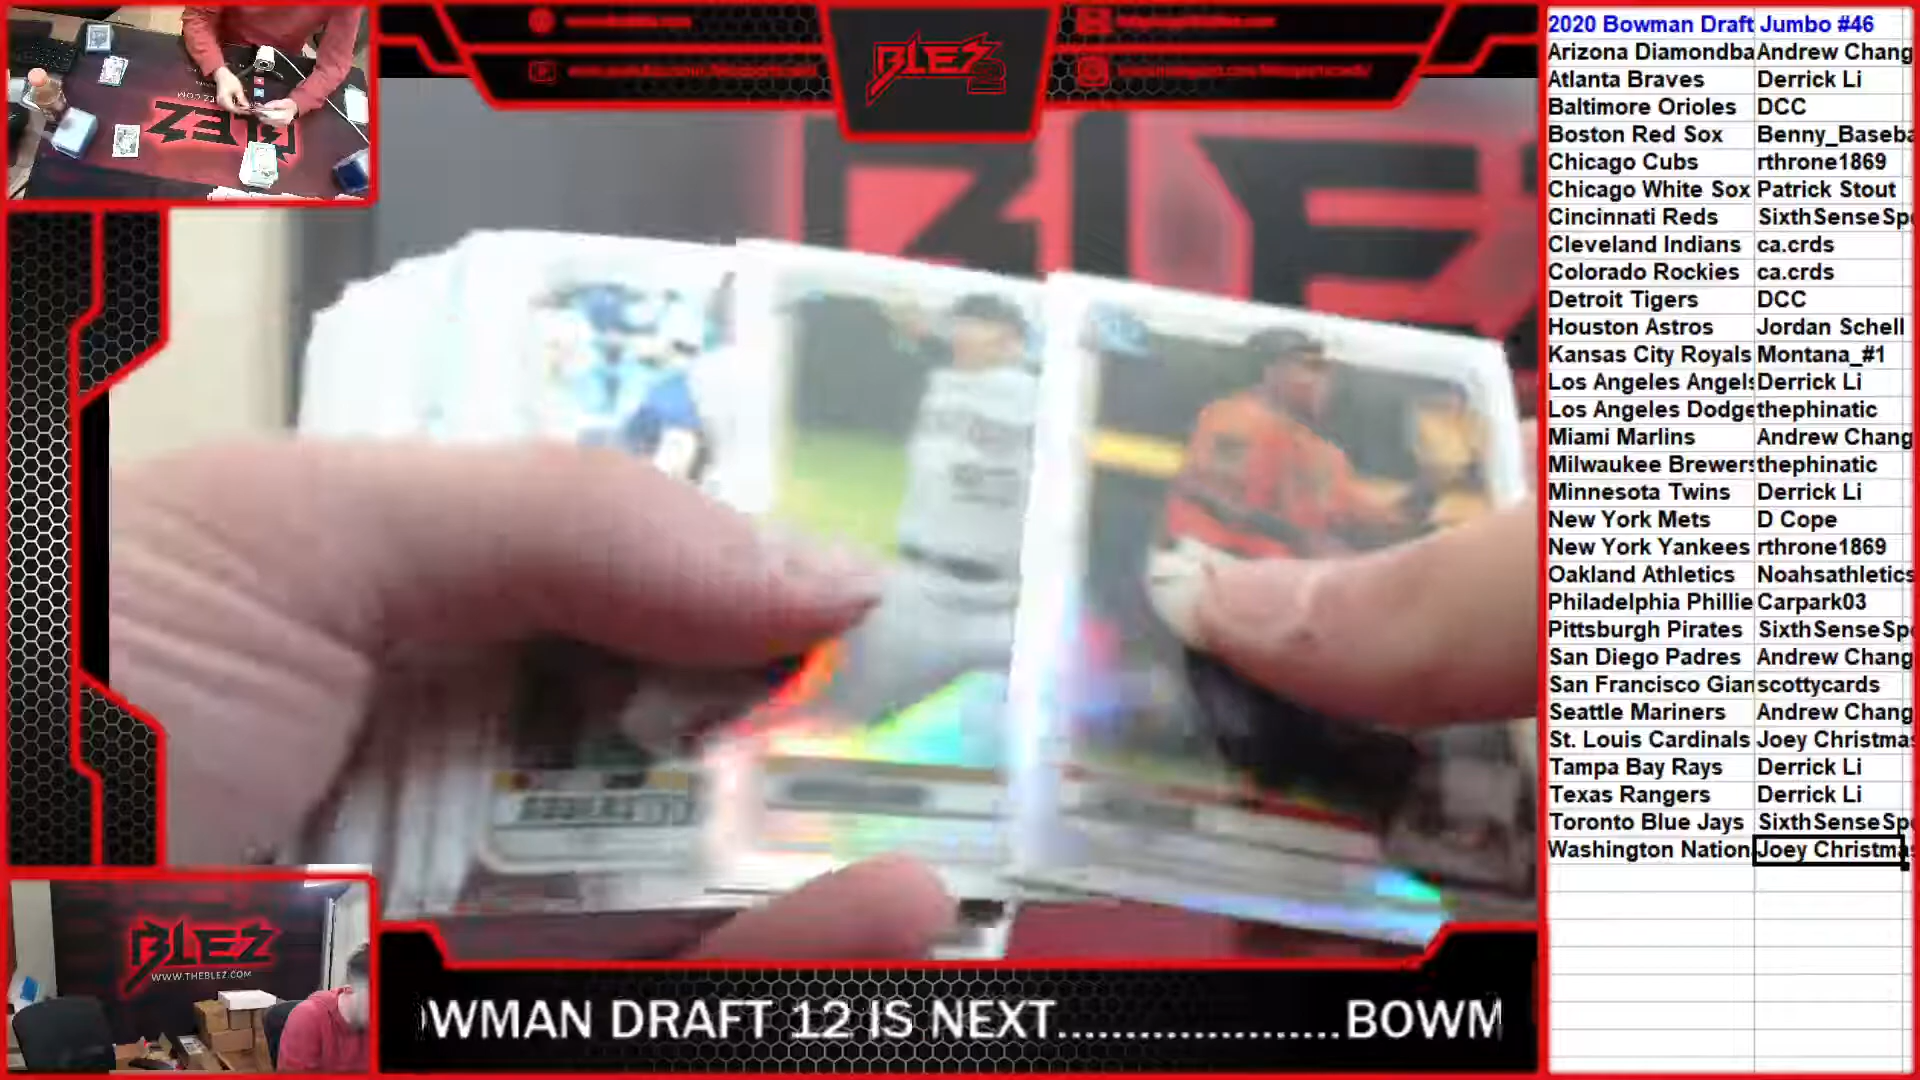 BLEZ
2020 Bowman Draft Jumbo #46
Arizona Diamondba Andrew Chang
Atlanta Braves Derrick Li
Baltimore Orioles DCC
Boston Red Sox Benny_Baseba
Chicago Cubs rthrone1869
Chicago White Sox Patrick Stout
Cincinnati Reds SixthSenseSp
Cleveland Indians ca.crds
Colorado Rockies ca.crds
Detroit Tigers DCC
Houston Astros Jordan Schell
Kansas City Royals Montana_#1
Los Angeles Angels Derrick Li
Los Angeles Dodge thephinatic
Miami Marlins Andrew Chang
Milwaukee Brewers thephinatic
Minnesota Twins Derrick Li
New York Mets D Cope
New York Yankees rthrone1869
Oakland Athletics Noahsathletics
Philadelphia Phillie Carpark03
Pittsburgh Pirates SixthSenseSp
San Diego Padres Andrew Chang
San Francisco Gian scottycards
Seattle Mariners Andrew Chang
St. Louis Cardinals Joey Christmas
Tampa Bay Rays Derrick Li
Texas Rangers Derrick Li
Toronto Blue Jays SixthSenseSp
Washington Nation Joey Christmas
BLEZ
BLEZ
WWW.THEBLEZ.COM
OWMAN DRAFT 12 IS NEXT......................BOWM